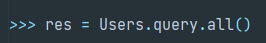 >>> res = Users.query.all()